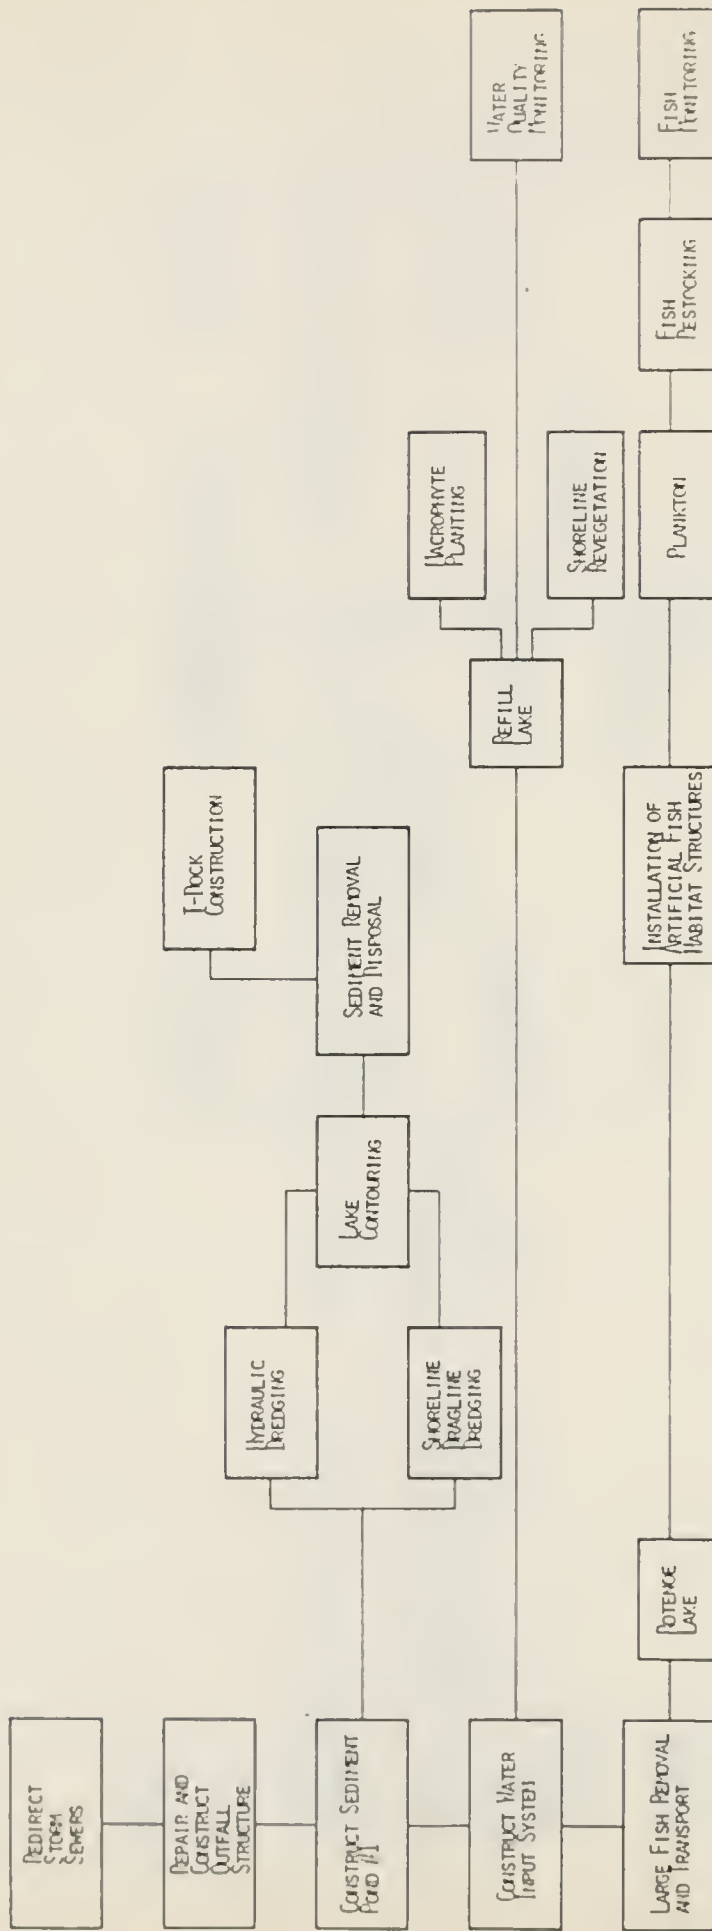 REDIRECT
STORM
SEWERS
REPAIR AND
CONSTRUCT
OUTFALL
STRUCTURE
CONSTRUCT SEDIMENT
POND #1
CONSTRUCT WATER
INPUT SYSTEM
LARGE FISH REMOVAL
AND TRANSPORT
ROTENOE
LAKE
HYDRAULIC
DREDGING
SHORELINE
DRAGLINE
DREDGING
LAKE
CONTOURING
SEDIMENT REMOVAL
AND DISPOSAL
T-DOCK
CONSTRUCTION
INSTALLATION OF
ARTIFICIAL FISH
HABITAT STRUCTURES
REFILL
LAKE
MACROPHYTE
PLANTING
SHORELINE
REVEGETATION
PLANKTON
FISH
RESTOCKING
WATER
QUALITY
MONITORING
FISH
MONITORING